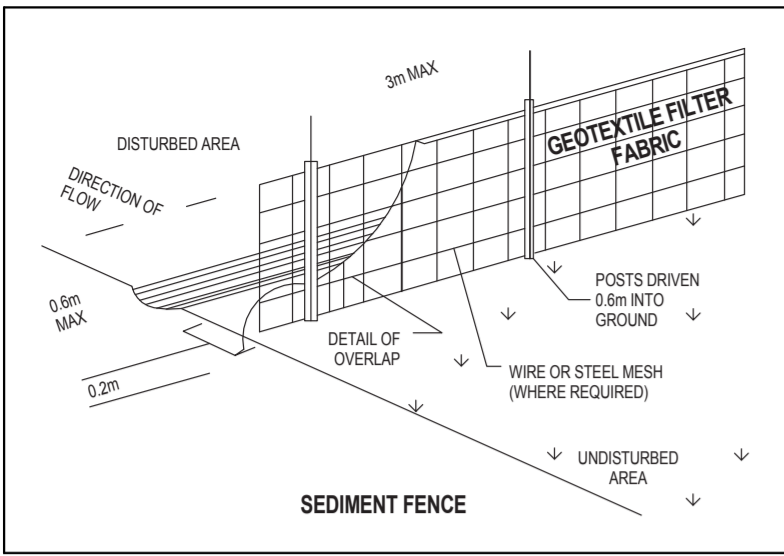 3m MAX
DISTURBED AREA
DIRECTION OF
FLOW
GEOTEXTILE FILTER
FABRIC
0.6m
MAX
POSTS DRIVEN
0.6m INTO
GROUND
DETAIL OF
OVERLAP
WIRE OR STEEL MESH
(WHERE REQUIRED)
0.2m
UNDISTURBED
AREA
SEDIMENT FENCE